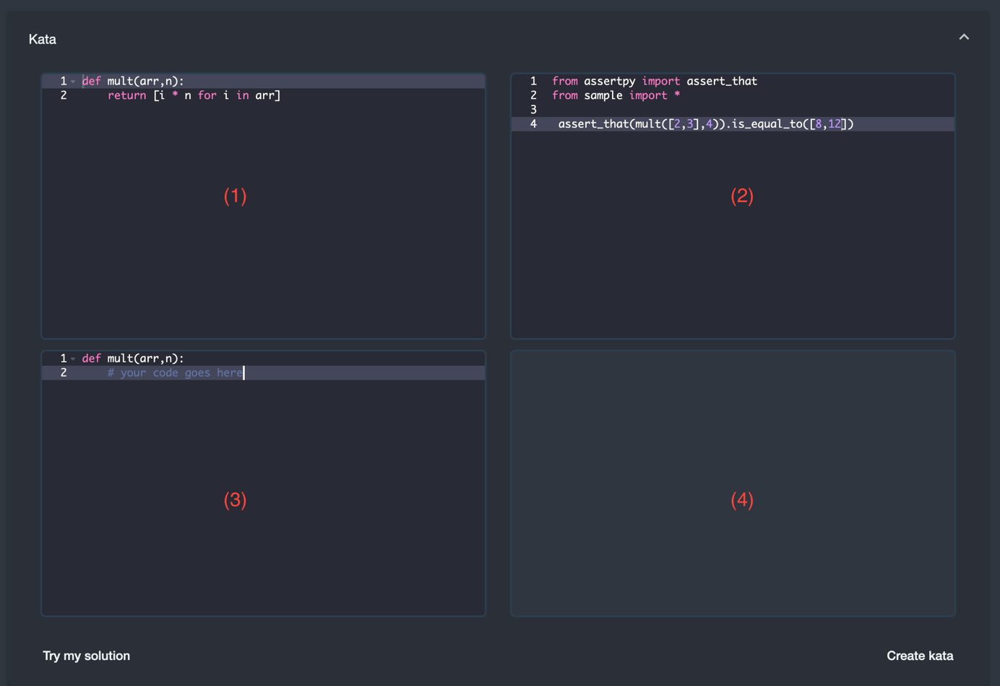 Kata
1 def mult(arr,n):
2     return [i * n for i in arr]
(1)
1 from assertpy import assert_that
2 from sample import *
3
4  assert_that(mult([2,3],4)).is_equal_to([8,12])
(2)
1 def mult(arr,n):
2     # your code goes here
(3)
(4)
Try my solution
Create kata